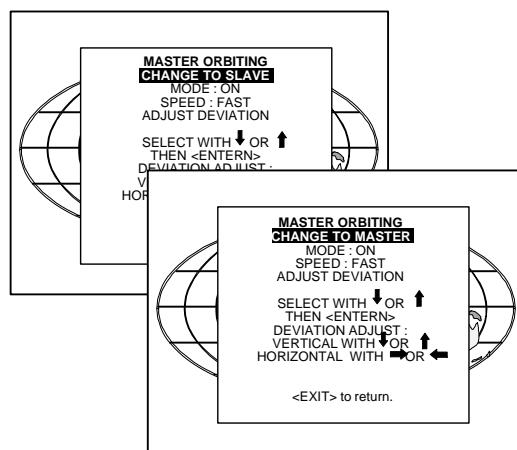 MASTER ORBITING
CHANGE TO SLAVE
MODE : ON
SPEED : FAST
ADJUST DEVIATION
SELECT WITH OR
THEN <ENTERN>
DEVIATION ADJUST :
MASTER ORBITING
CHANGE TO MASTER
MODE : ON
SPEED : FAST
ADJUST DEVIATION
SELECT WITH OR
THEN <ENTERN>
DEVIATION ADJUST :
VERTICAL WITH OR
HORIZONTAL WITH OR
<EXIT> to return.